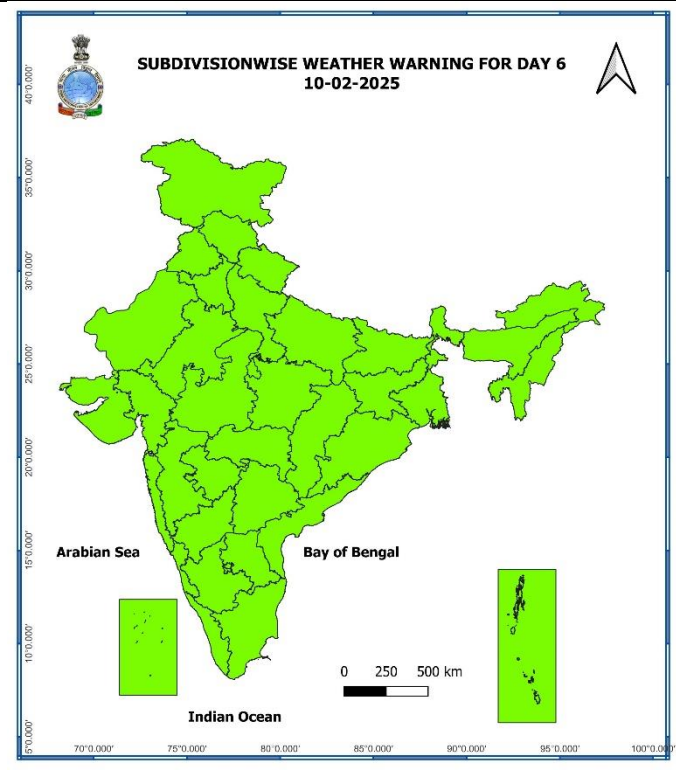 SUBDIVISIONWISE WEATHER WARNING FOR DAY 6
10-02-2025
40°0.000'
35°0.000'
30°0.000'
25°0.000'
20°0.000'
15°0.000'
10°0.000'
5°0.000'
Arabian Sea
Bay of Bengal
0 250 500 km
Indian Ocean
70°0.000' 75°0.000' 80°0.000' 85°0.000' 90°0.000' 95°0.000' 100°0.000'